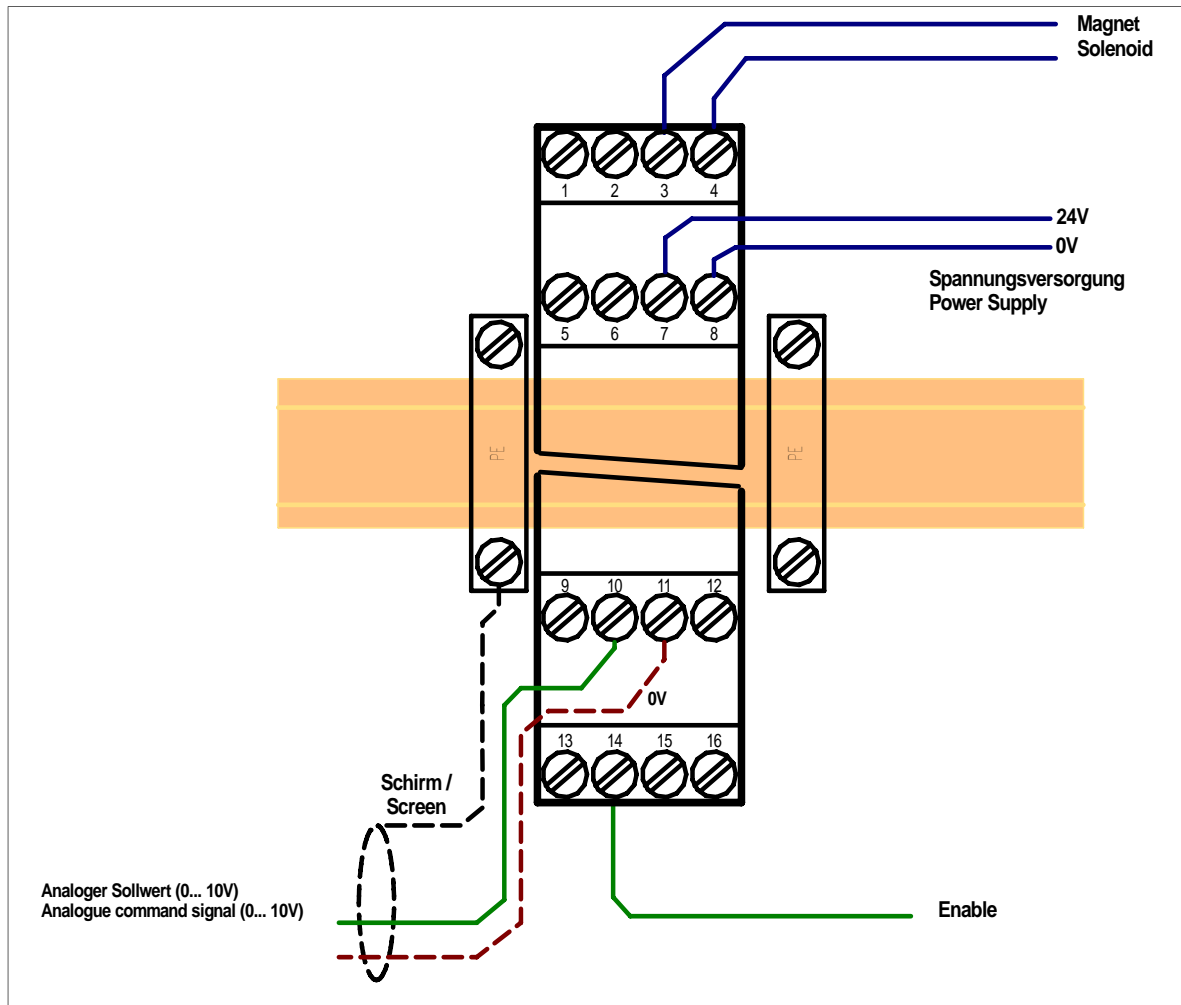 Magnet
Solenoid
1 2 3 4
24V
0V
Spannungsversorgung
Power Supply
5 6 7 8
PE
PE
9 10 11 12
0V
13 14 15 16
Schirm /
Screen
Analoger Sollwert (0... 10V)
Analogue command signal (0... 10V)
Enable